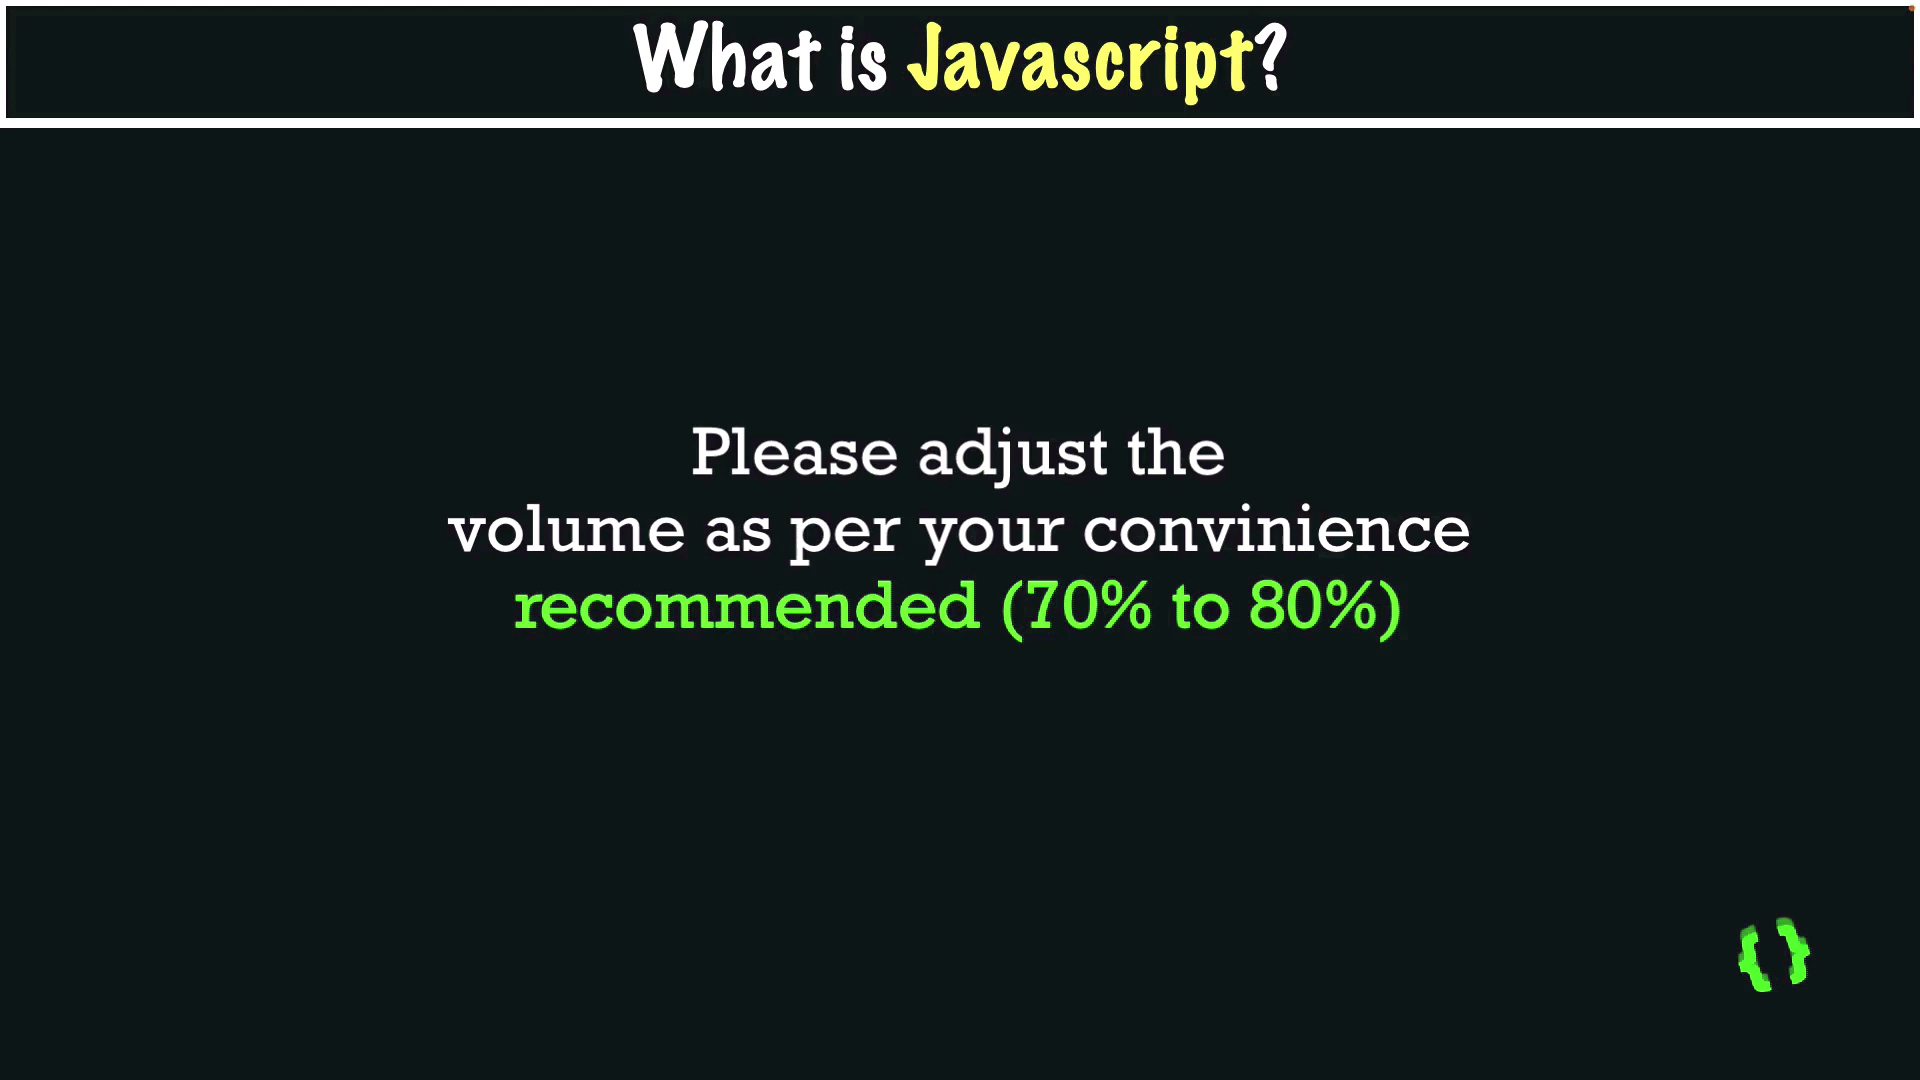 What is Javascript?
Please adjust the
volume as per your convinience
recommended (70% to 80%)
{ }